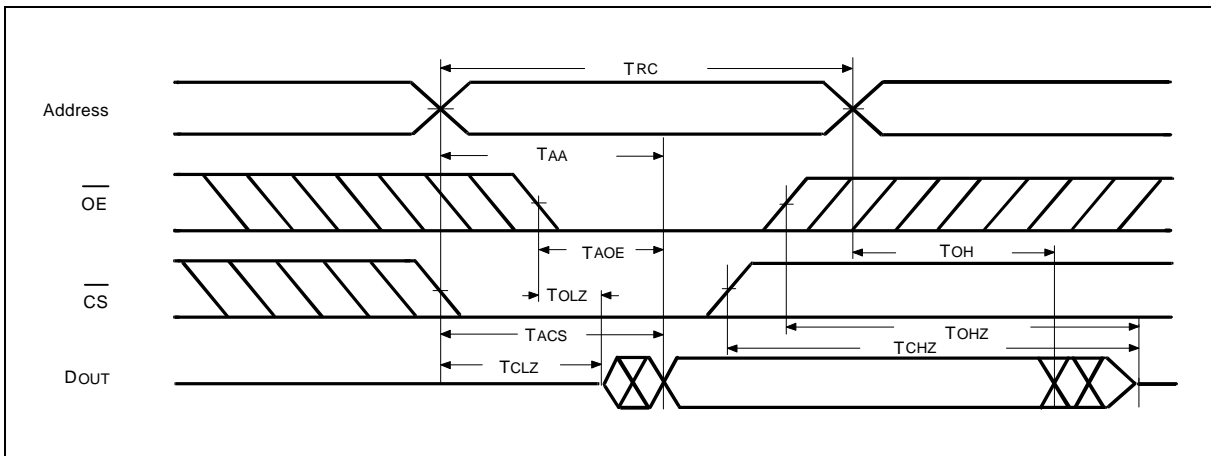 TRC
Address
TAA
OE
TAOE
TOH
CS
TOLZ
TACS
TOHZ
TCHZ
TCLZ
DOUT